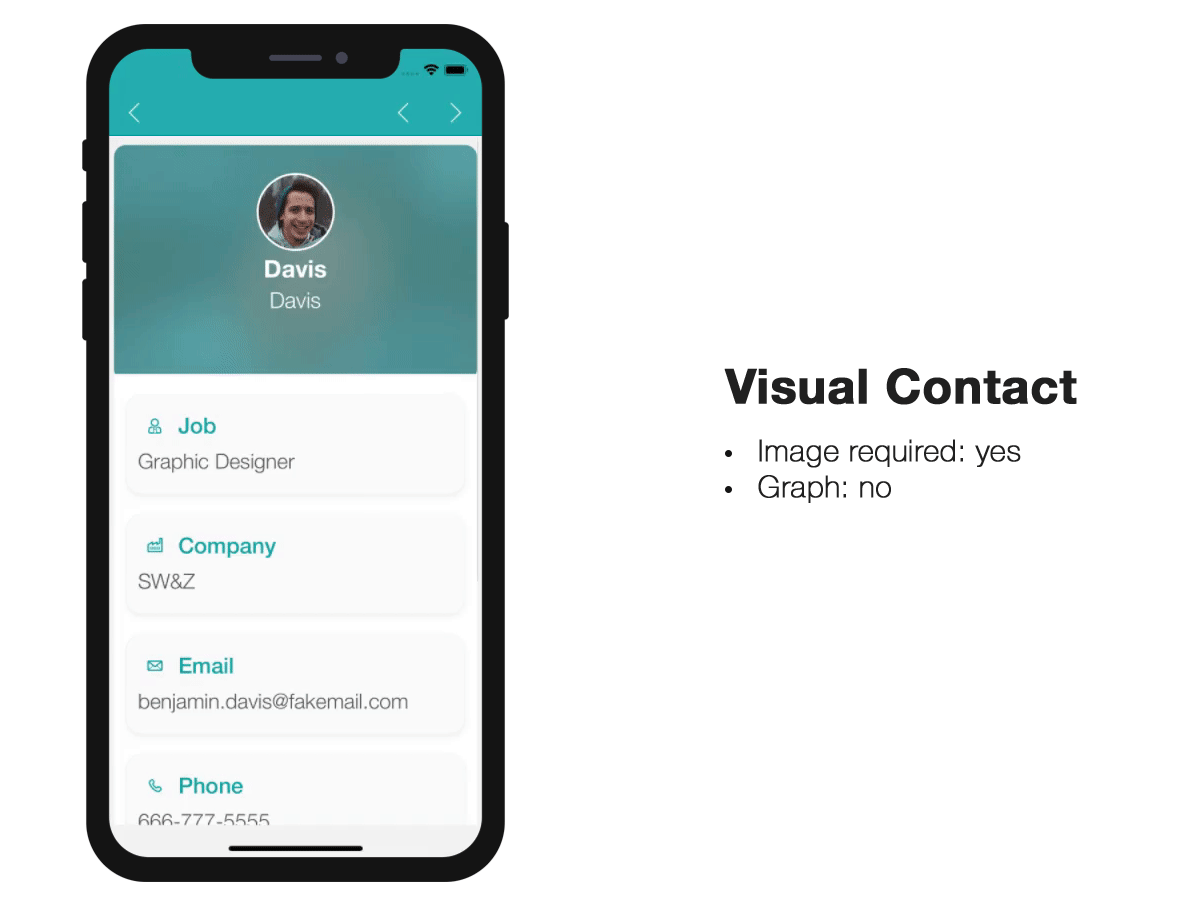 Davis
Davis
Job
Graphic Designer
Company
SW&Z
Email
benjamin.davis@fakemail.com
Phone
666-777-5555
Visual Contact
• Image required: yes
• Graph: no